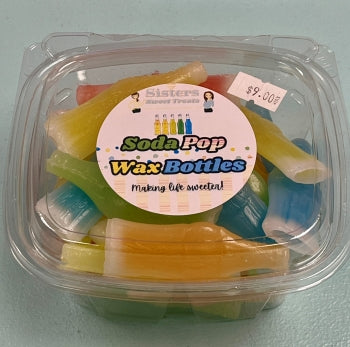 Sisters
Sweet Treats
$9.00
Soda Pop
Wax Bottles
Making life sweeter!